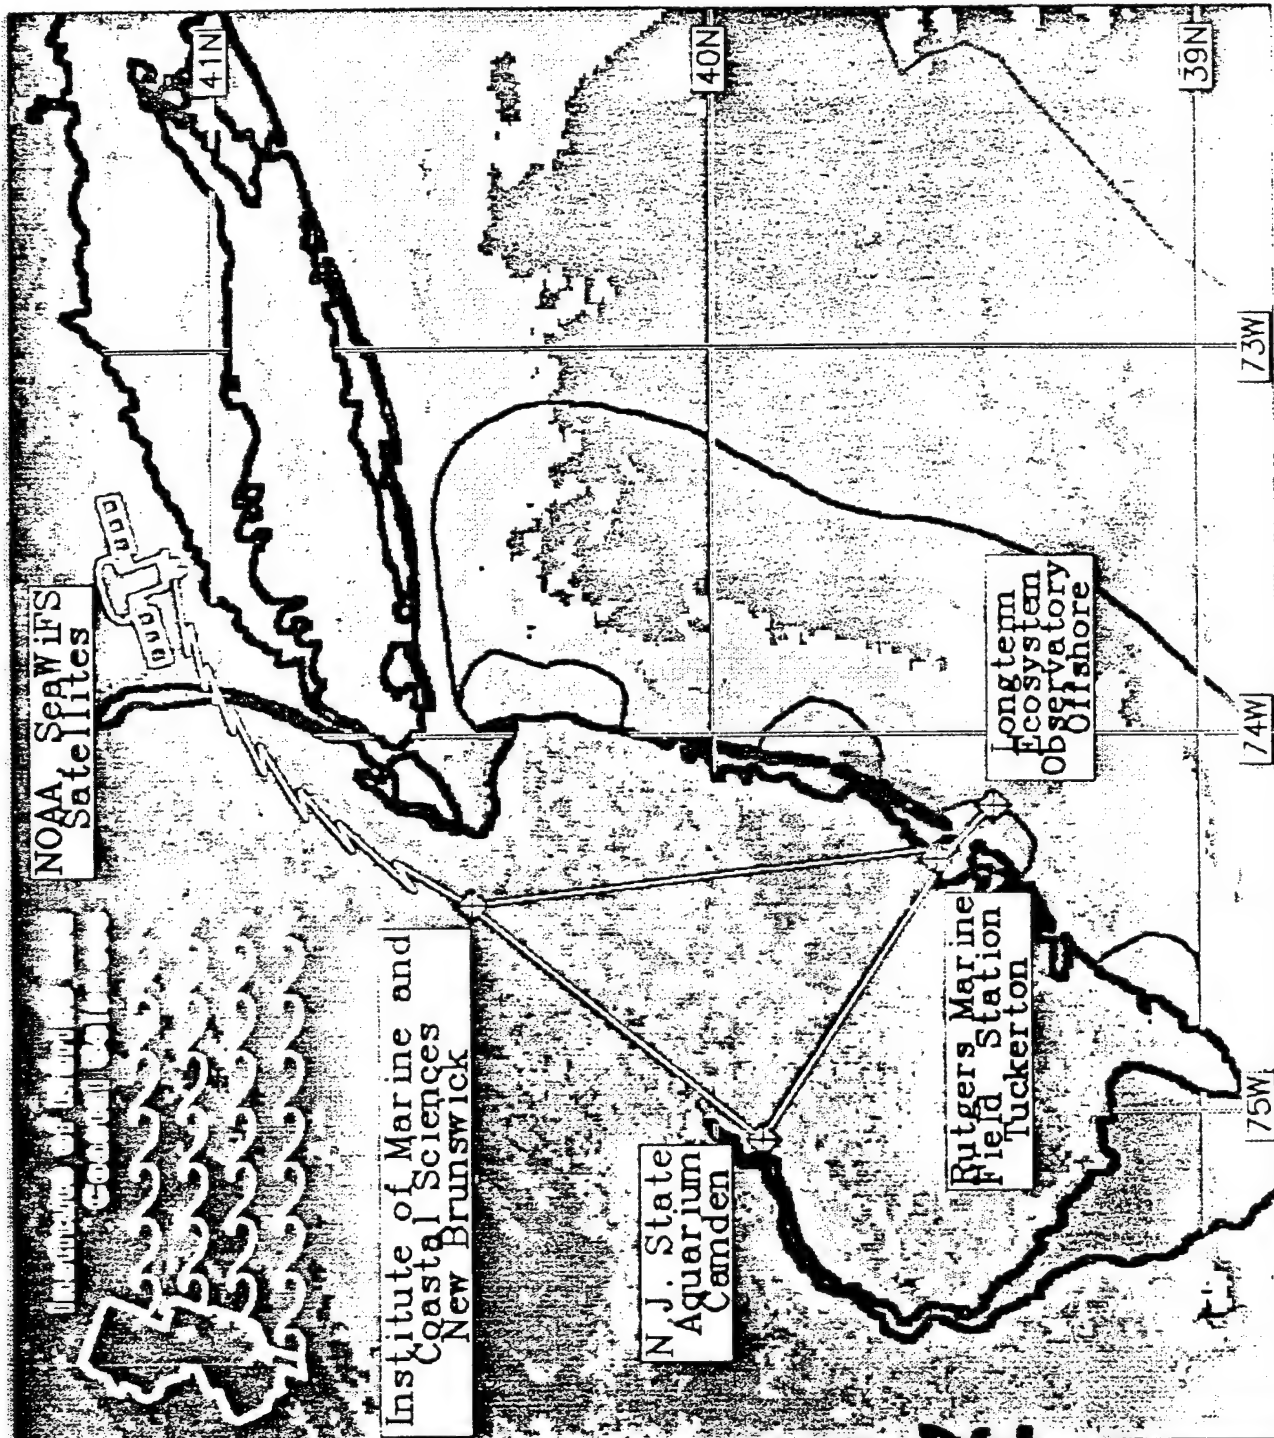 NOAA SeaWiFS
Satellites
41N
Institute of Marine and
Coastal Sciences
New Brunswick
N.J. State
Aquarium
Camden
40N
Rutgers Marine
Field Station
Tuckerton
Longterm
Ecosystem
Observatory
Offshore
39N
75W
74W
73W